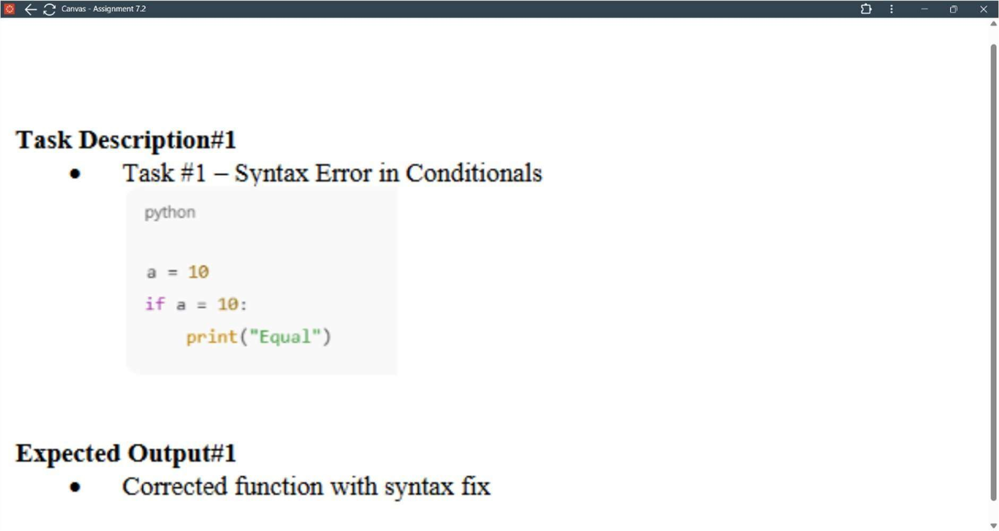 Canvas - Assignment 7.2
Task Description#1
● Task #1 – Syntax Error in Conditionals
python
a = 10
if a = 10:
    print("Equal")
Expected Output#1
● Corrected function with syntax fix